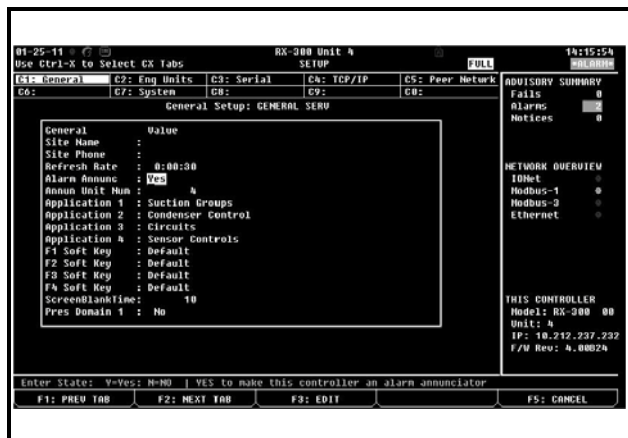 01-25-11 RX-300 Unit 4 14:15:54
Use Ctrl-X to Select CX Tabs SETUP FULL *ALARM*
C1: General C2: Eng Units C3: Serial C4: TCP/IP C5: Peer Netwrk
C6: C7: System C8: C9: C0:
General Setup: GENERAL SERV
General Value
Site Name :
Site Phone :
Refresh Rate : 0:00:30
Alarm Annunc : Yes
Annun Unit Num : 4
Application 1 : Suction Groups
Application 2 : Condenser Control
Application 3 : Circuits
Application 4 : Sensor Controls
F1 Soft Key : Default
F2 Soft Key : Default
F3 Soft Key : Default
F4 Soft Key : Default
ScreenBlankTime: 10
Pres Domain 1 : No
ADVISORY SUMMARY
Fails 0
Alarms 2
Notices 0
NETWORK OVERVIEW
IONet
Modbus-1
Modbus-3
Ethernet
THIS CONTROLLER
Model: RX-300 00
Unit: 4
IP: 10.212.237.232
F/W Rev: 4.00B24
Enter State: Y=Yes: N=NO | YES to make this controller an alarm annunciator
F1: PREV TAB F2: NEXT TAB F3: EDIT F5: CANCEL